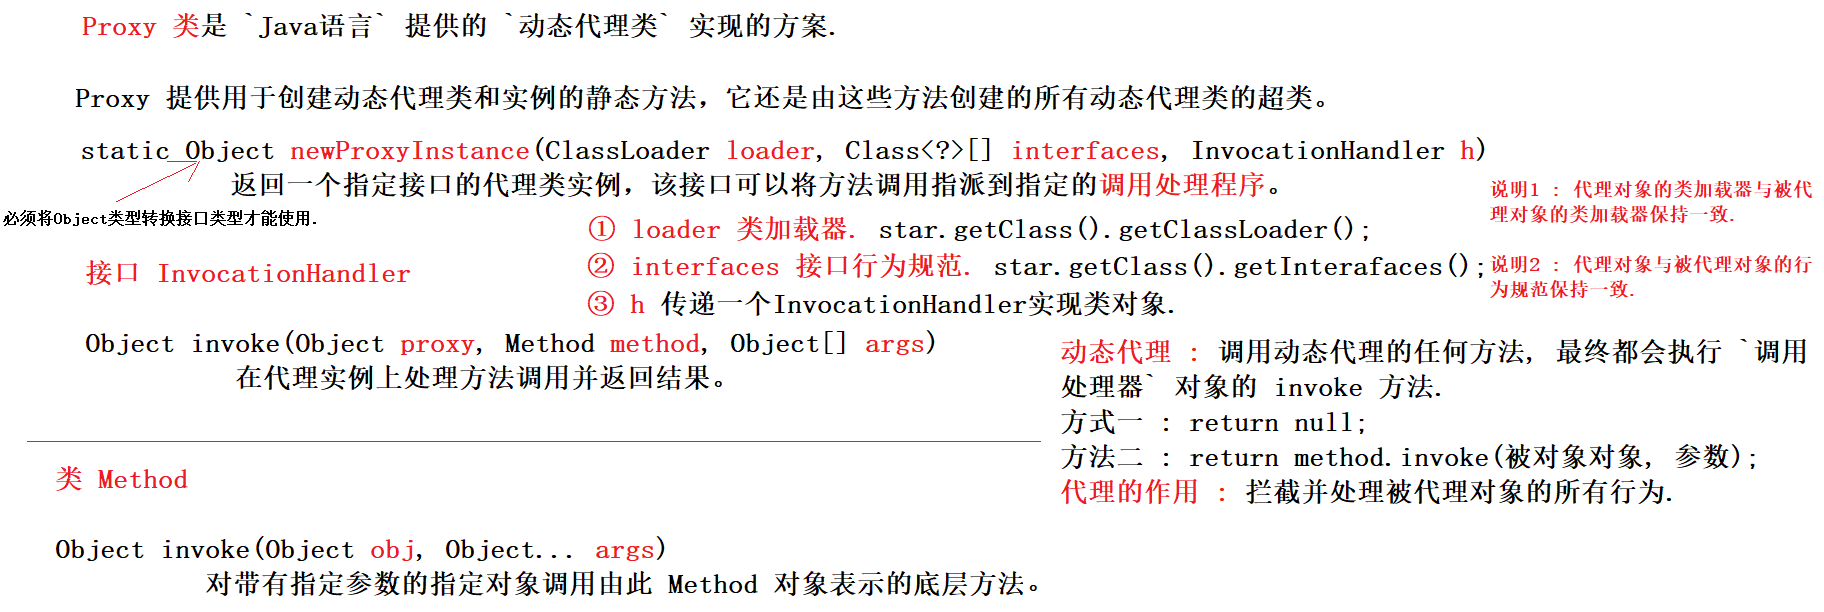 Proxy 类是 `Java语言` 提供的 `动态代理类` 实现的方案.
Proxy 提供用于创建动态代理类和实例的静态方法，它还是由这些方法创建的所有动态代理类的超类。
static Object newProxyInstance(ClassLoader loader, Class<?>[] interfaces, InvocationHandler h)
返回一个指定接口的代理类实例，该接口可以将方法调用指派到指定的调用处理程序。
必须将Object类型转换接口类型才能使用.
说明1 : 代理对象的类加载器与被代
理对象的类加载器保持一致.
① loader 类加载器. star.getClass().getClassLoader();
② interfaces 接口行为规范. star.getClass().getInterafaces();
说明2 : 代理对象与被代理对象的行
为规范保持一致.
③ h 传递一个InvocationHandler实现类对象.
接口 InvocationHandler
Object invoke(Object proxy, Method method, Object[] args)
在代理实例上处理方法调用并返回结果。
动态代理 : 调用动态代理的任何方法, 最终都会执行 `调用
处理器` 对象的 invoke 方法.
方式一 : return null;
方法二 : return method.invoke(被对象对象, 参数);
代理的作用 : 拦截并处理被代理对象的所有行为.
类 Method
Object invoke(Object obj, Object... args)
对带有指定参数的指定对象调用由此 Method 对象表示的底层方法。